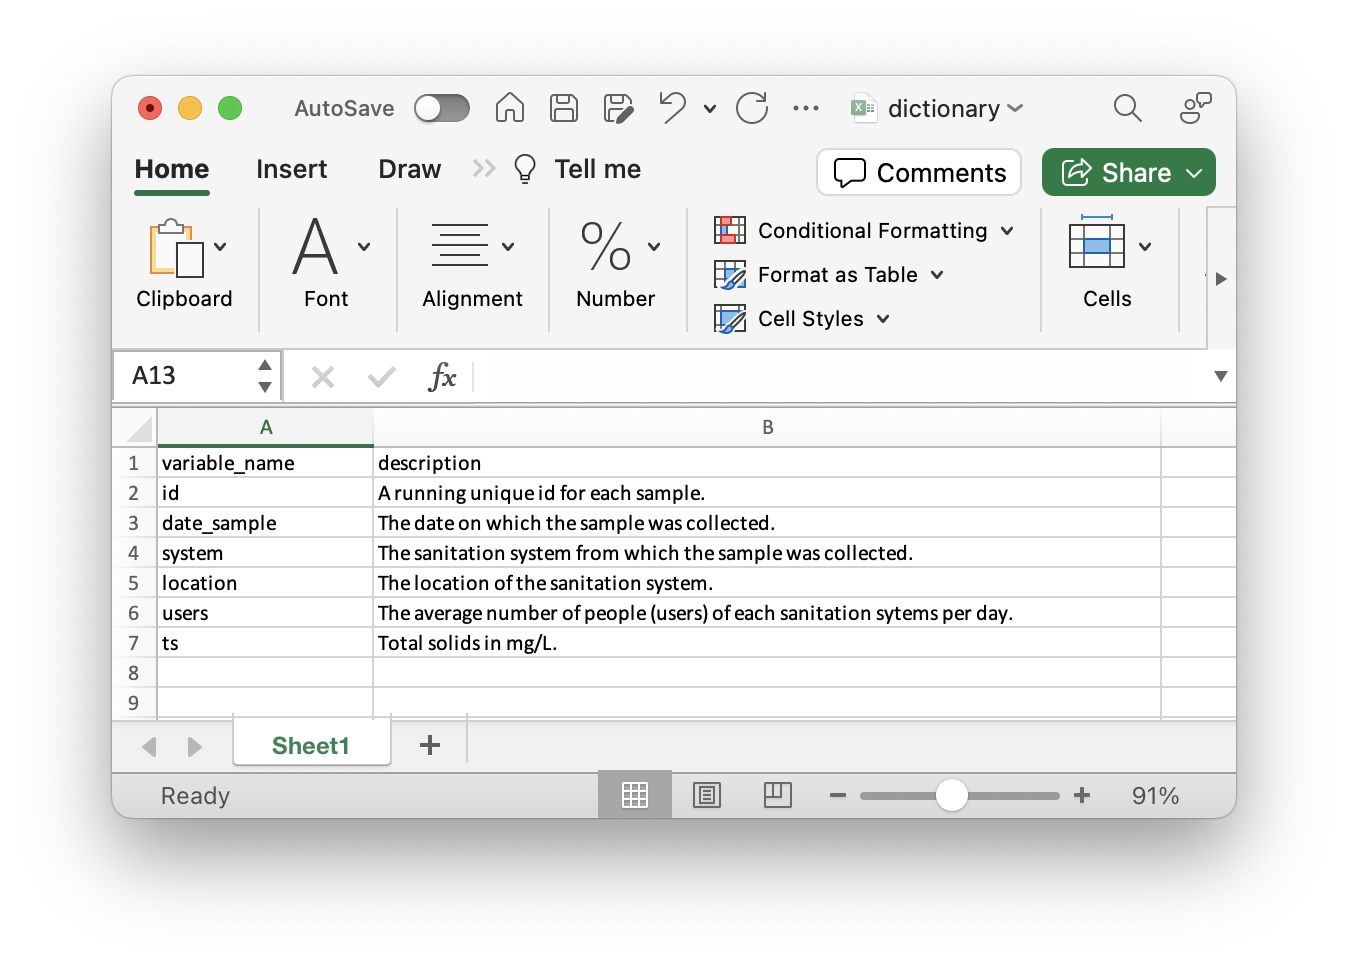 AutoSave dictionary
Home Insert Draw Tell me Comments Share
Clipboard Font Alignment Number Conditional Formatting Format as Table Cell Styles Cells
A13 fx
A B
1 variable_name description
2 id A running unique id for each sample.
3 date_sample The date on which the sample was collected.
4 system The sanitation system from which the sample was collected.
5 location The location of the sanitation system.
6 users The average number of people (users) of each sanitation sytems per day.
7 ts Total solids in mg/L.
8
9
Sheet1
Ready 91%